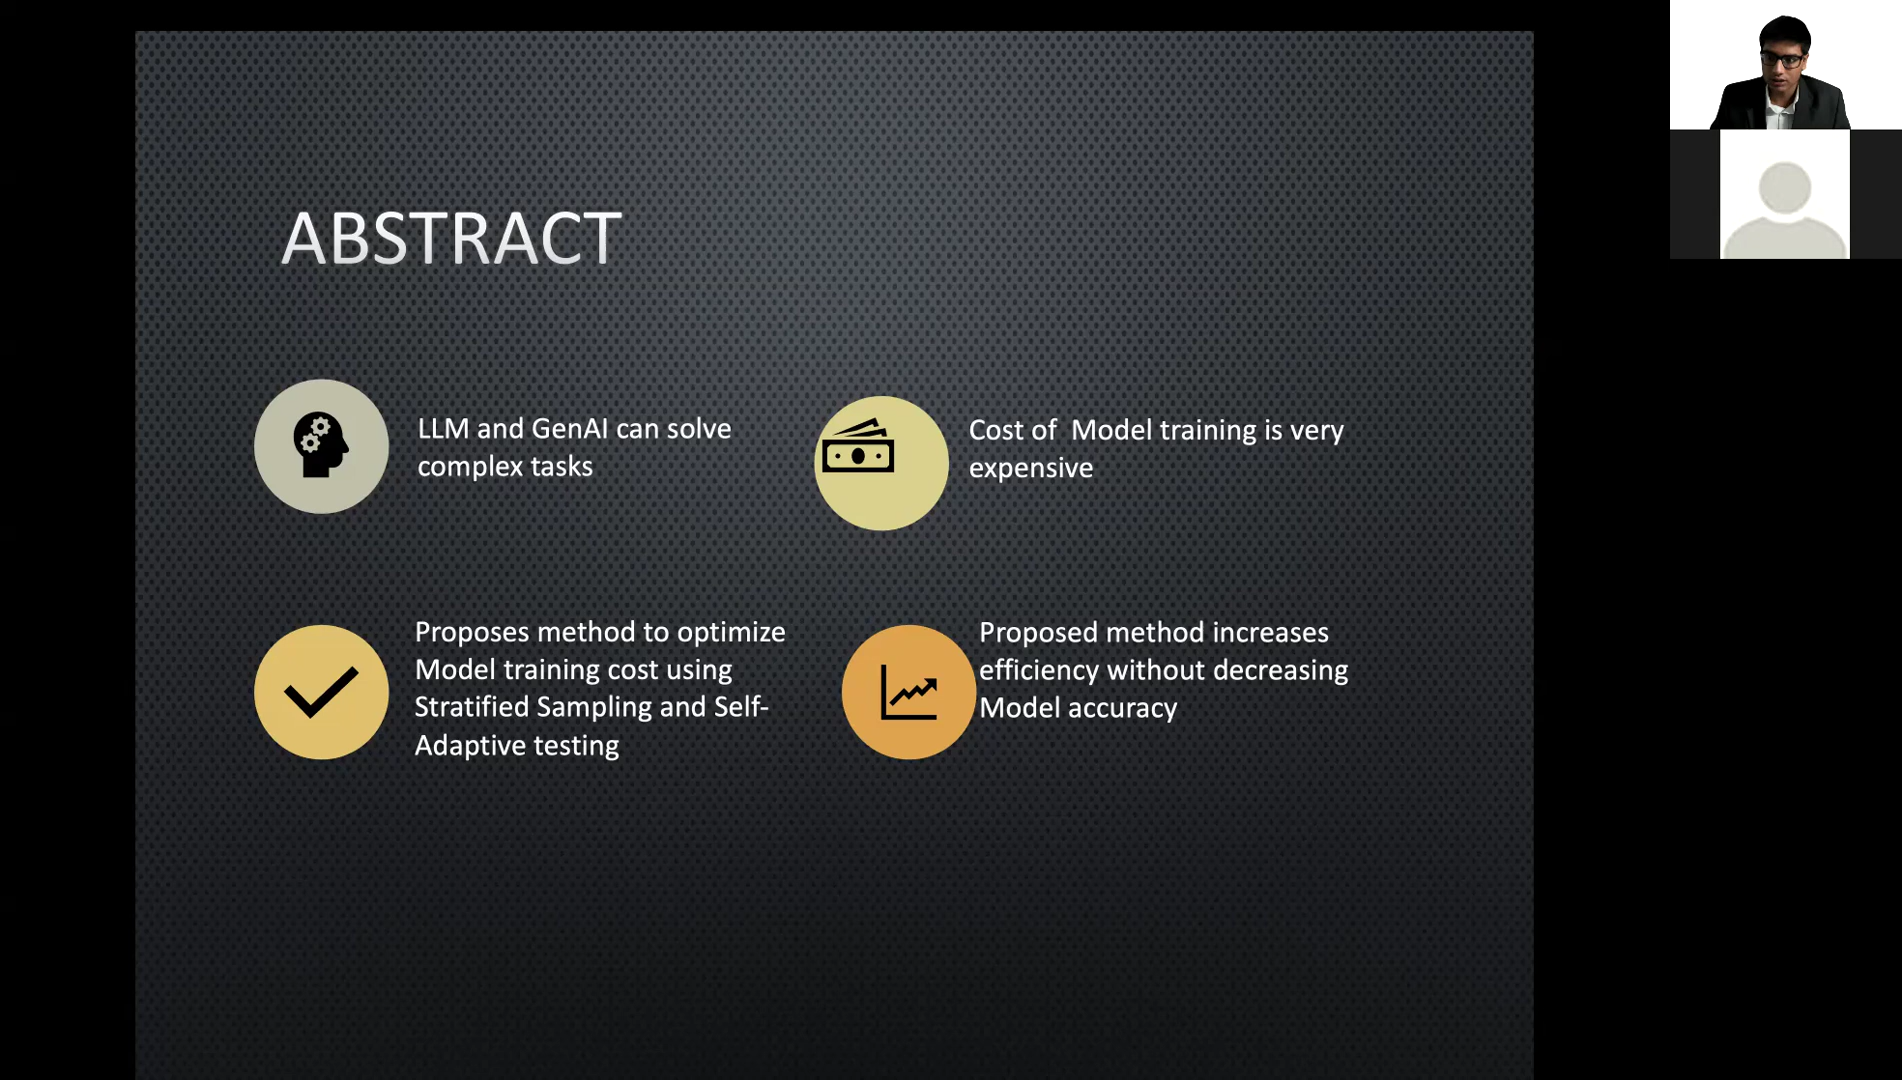 ABSTRACT
LLM and GenAI can solve
complex tasks
Cost of  Model training is very
expensive
Proposes method to optimize
Model training cost using
Stratified Sampling and Self-
Adaptive testing
Proposed method increases
efficiency without decreasing
Model accuracy